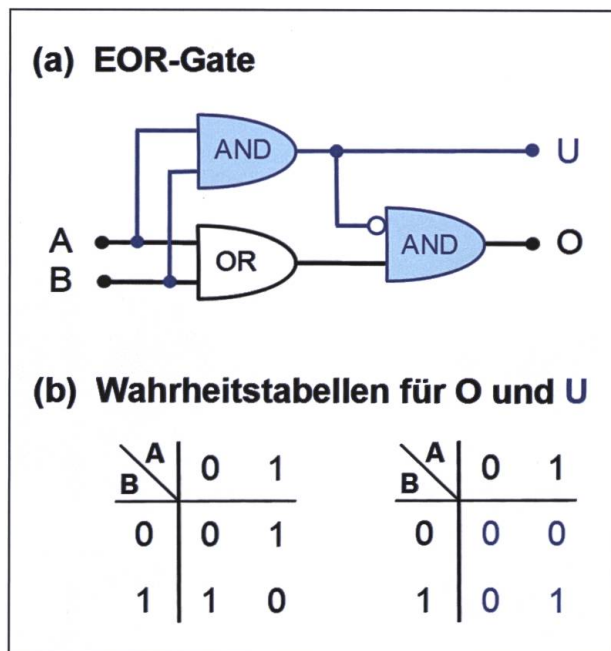 (a) EOR-Gate
AND
U
A
B
OR
AND
O
(b) Wahrheitstabellen für O und U
A 0 1
B
0 0 1
1 1 0
A 0 1
B
0 0 0
1 0 1